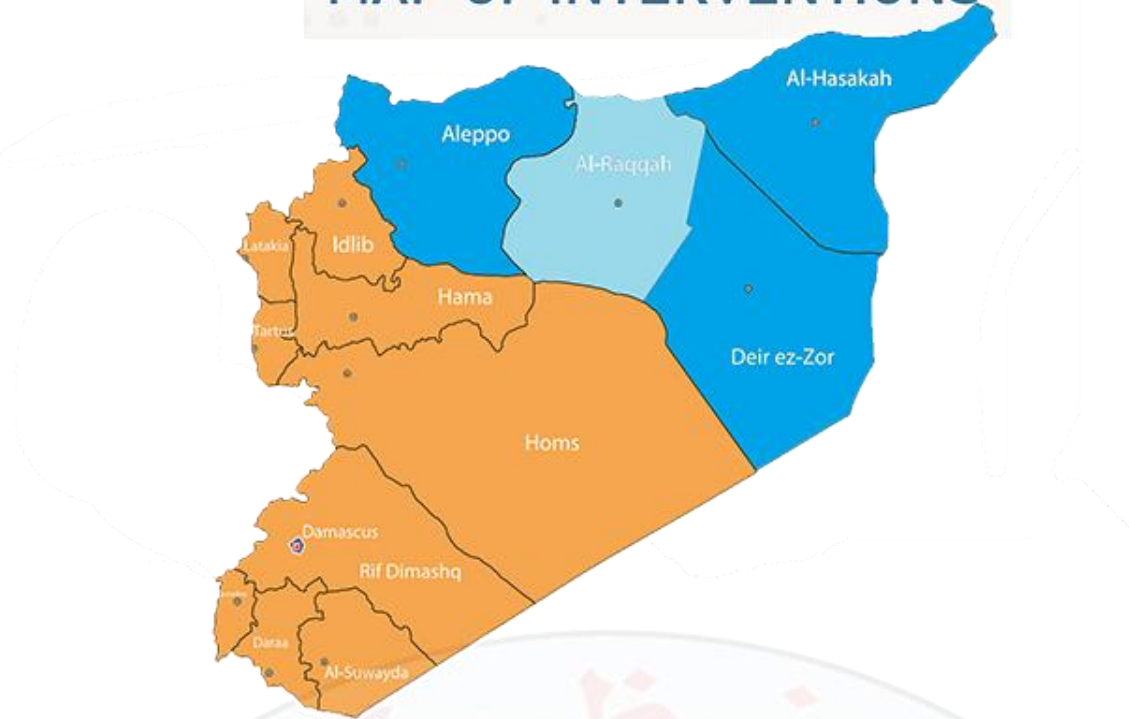 MAP OF INTERVENTIONS
Al-Hasakah
Aleppo
Al-Raqqah
Idlib
Latakia
Hama
Tartus
Deir ez-Zor
Homs
Damascus
Rif Dimashq
Daraa
Al-Suwayda